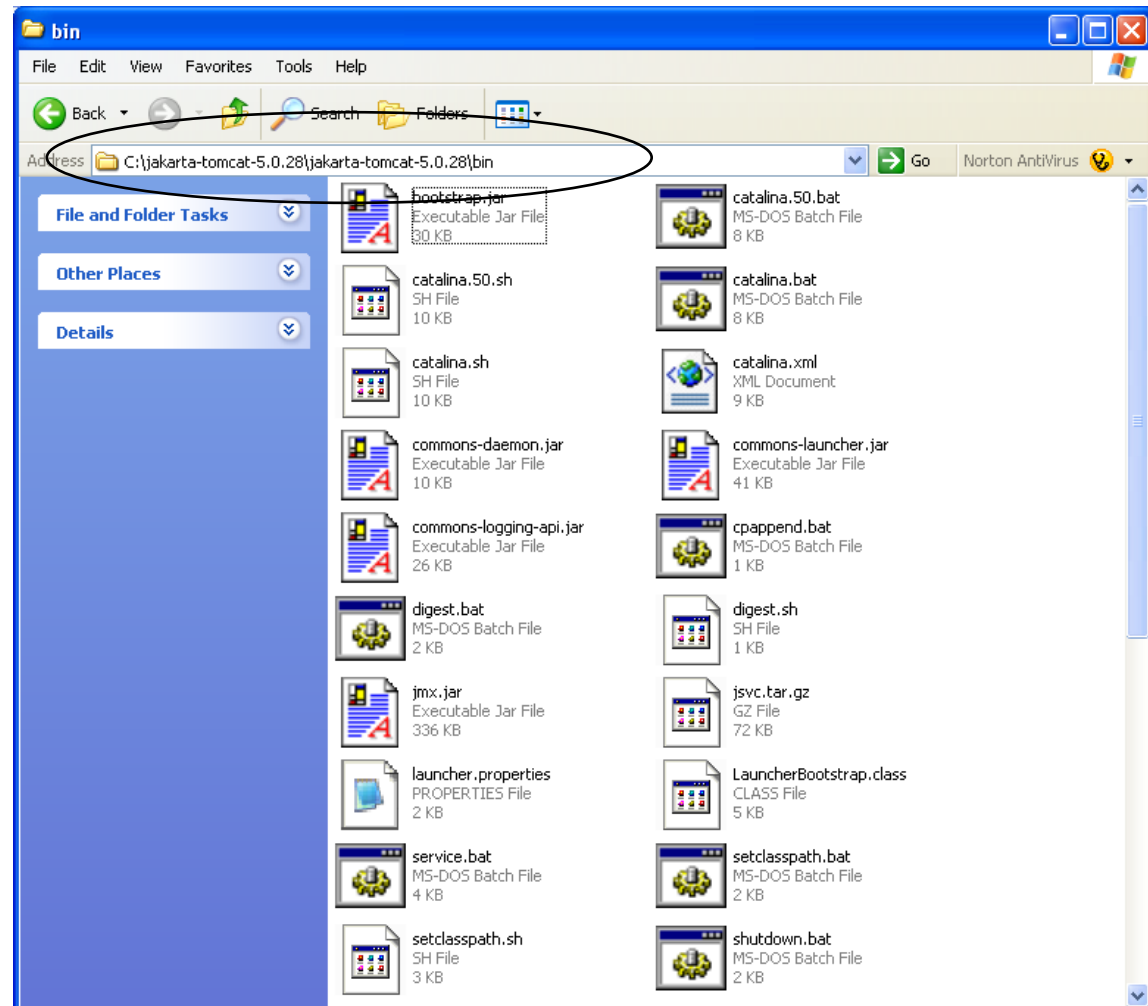 bin
File Edit View Favorites Tools Help
Back Search Folders
Address C:\jakarta-tomcat-5.0.28\jakarta-tomcat-5.0.28\bin Go Norton AntiVirus
File and Folder Tasks
Other Places
Details
bootstrap.jar
Executable Jar File
30 KB
catalina.50.bat
MS-DOS Batch File
8 KB
catalina.50.sh
SH File
10 KB
catalina.bat
MS-DOS Batch File
8 KB
catalina.sh
SH File
10 KB
catalina.xml
XML Document
9 KB
commons-daemon.jar
Executable Jar File
10 KB
commons-launcher.jar
Executable Jar File
41 KB
commons-logging-api.jar
Executable Jar File
26 KB
cpappend.bat
MS-DOS Batch File
1 KB
digest.bat
MS-DOS Batch File
2 KB
digest.sh
SH File
1 KB
jmx.jar
Executable Jar File
336 KB
jsvc.tar.gz
GZ File
72 KB
launcher.properties
PROPERTIES File
2 KB
LauncherBootstrap.class
CLASS File
5 KB
service.bat
MS-DOS Batch File
4 KB
setclasspath.bat
MS-DOS Batch File
2 KB
setclasspath.sh
SH File
3 KB
shutdown.bat
MS-DOS Batch File
2 KB